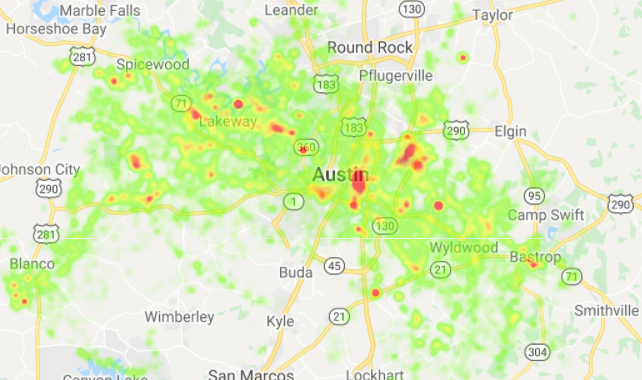 Marble Falls
Leander
130
Taylor
Horseshoe Bay
281
Spicewood
Round Rock
Pflugerville
183
71
Lakeway
183
290
Elgin
360
Johnson City
290
Austin
1
95
290
Camp Swift
281
130
Wyldwood
Blanco
45
21
Bastrop
Buda
71
Wimberley
Kyle
21
Smithville
304
Canyon Lake
San Marcos
Lockhart